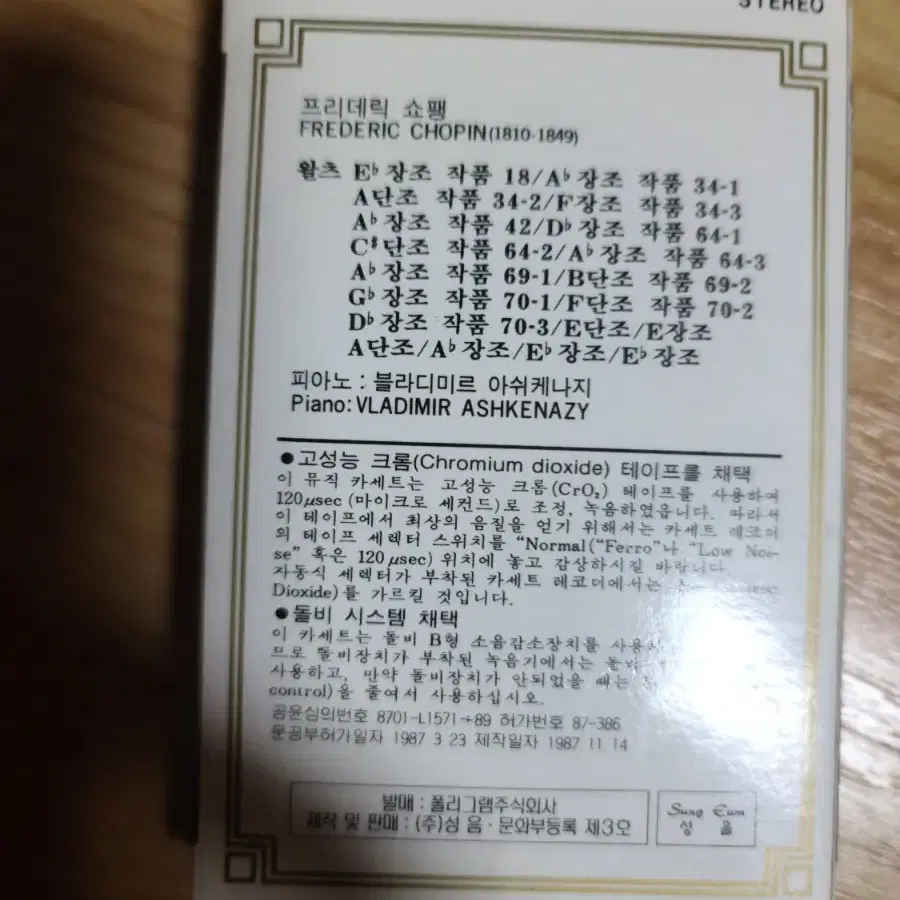 STEREO
프리데릭 쇼팽
FREDERIC CHOPIN(1810-1849)
왈츠 E♭장조 작품 18/A♭장조 작품 34-1
A단조 작품 34-2/F장조 작품 34-3
A♭장조 작품 42/D♭장조 작품 64-1
C♯단조 작품 64-2/A♭장조 작품 64-3
A♭장조 작품 69-1/B단조 작품 69-2
G♭장조 작품 70-1/F단조 작품 70-2
D♭장조 작품 70-3/E단조/E장조
A단조/A♭장조/E♭장조/E♭장조
피아노 : 블라디미르 아쉬케나지
Piano: VLADIMIR ASHKENAZY
●고성능 크롬(Chromium dioxide) 테이프를 채택
이 뮤직 카세트는 고성능 크롬(CrO₂) 테이프를 사용하여
120μsec (마이크로 세컨드)로 조정, 녹음하였읍니다. 따라서
이 테이프에서 최상의 음질을 얻기 위해서는 카세트 레코더
의 테이프 세렉터 스위치를 “Normal(“Ferro”나 “Low Noi-
se” 혹은 120μsec) 위치에 놓고 감상하시길 바랍니다.
자동식 세렉터가 부착된 카세트 레코더에서는
Dioxide)를 가르킬 것입니다.
●돌비 시스템 채택
이 카세트는 돌비 B형 소음감소장치를
므로 돌비장치가 부착된 녹음기에서는
사용하고, 만약 돌비장치가 안되었을 때는
control)을 줄여서 사용하십시오.
공윤심의번호 8701-L1571→89 허가번호 87-386
문공부허가일자 1987 3 23 제작일자 1987 11 14
발매 : 폴리그램주식회사
제작 및 판매 : (주)성 음 · 문화부등록 제3호
Sung Eum
성 음